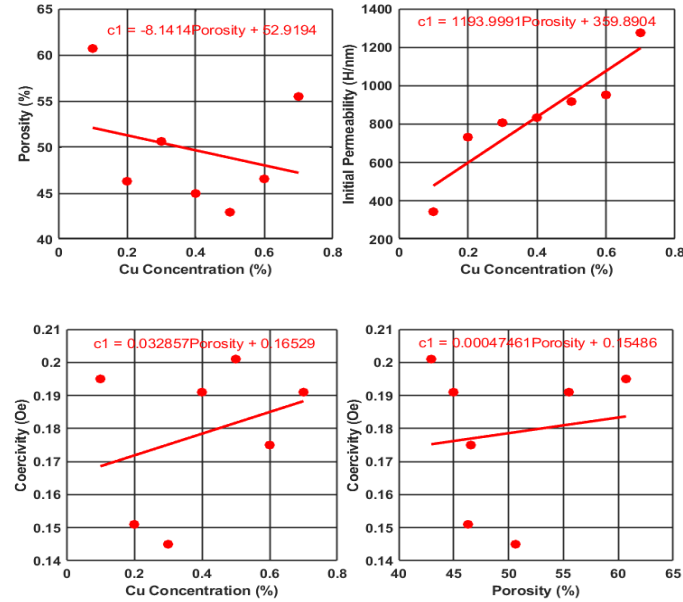 65
60
55
50
45
40
Porosity (%)
c1 = -8.1414Porosity + 52.9194
0 0.2 0.4 0.6 0.8
Cu Concentration (%)
1400
1200
1000
800
600
400
200
Initial Permeability (H/nm)
c1 = 1193.9991Porosity + 359.8904
0 0.2 0.4 0.6 0.8
Cu Concentration (%)
0.21
0.2
0.19
0.18
0.17
0.16
0.15
0.14
Coercivity (Oe)
c1 = 0.032857Porosity + 0.16529
0 0.2 0.4 0.6 0.8
Cu Concentration (%)
0.21
0.2
0.19
0.18
0.17
0.16
0.15
0.14
Coercivity (Oe)
c1 = 0.00047461Porosity + 0.15486
40 45 50 55 60 65
Porosity (%)